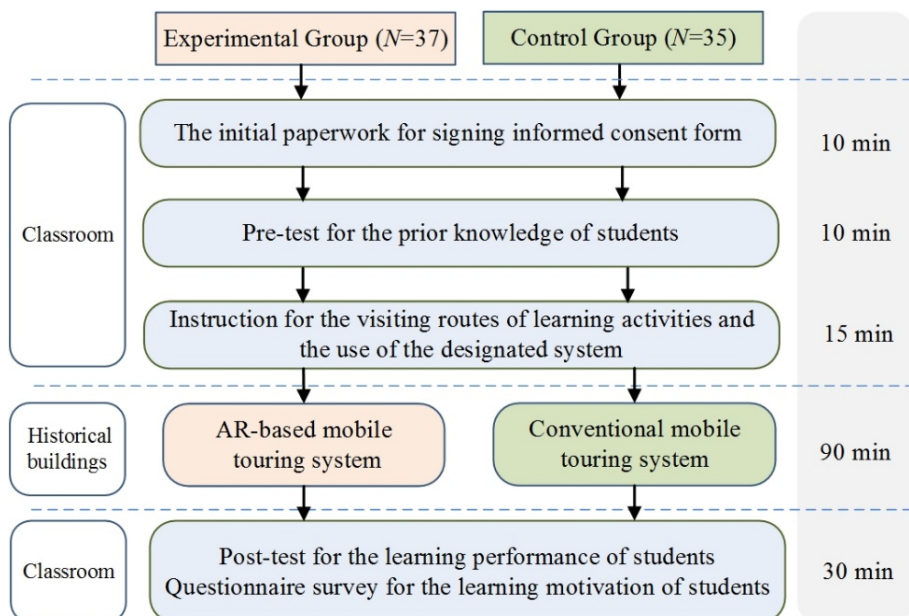 Experimental Group (N=37)
Control Group (N=35)
Classroom
The initial paperwork for signing informed consent form
10 min
Pre-test for the prior knowledge of students
10 min
Instruction for the visiting routes of learning activities and
the use of the designated system
15 min
Historical
buildings
AR-based mobile
touring system
Conventional mobile
touring system
90 min
Classroom
Post-test for the learning performance of students
Questionnaire survey for the learning motivation of students
30 min